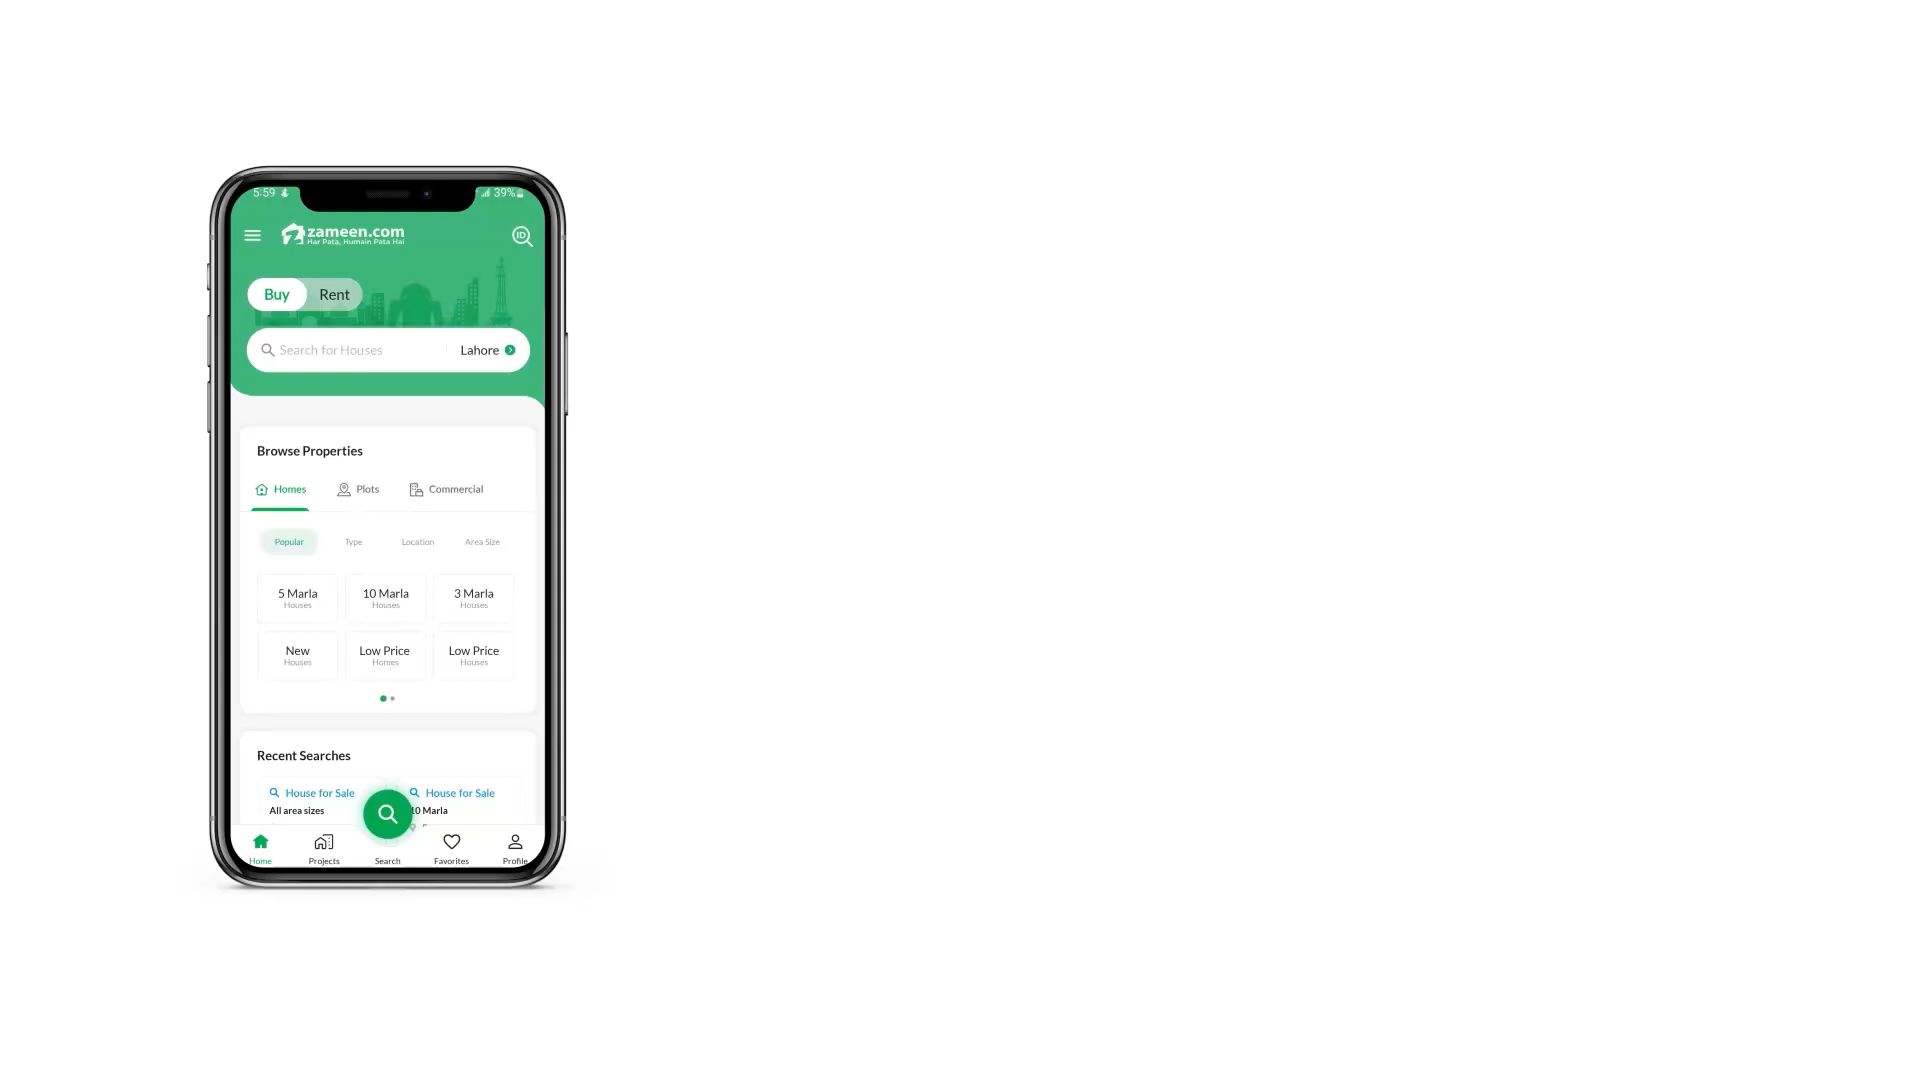 5:59 39%
zameen.com
Har Pata, Humain Pata Hai
ID
Buy Rent
Search for Houses Lahore
Browse Properties
Homes Plots Commercial
Popular Type Location Area Size
5 Marla 10 Marla 3 Marla
Houses Houses Houses
New Low Price Low Price
Houses Homes Houses
Recent Searches
House for Sale House for Sale
All area sizes 10 Marla
Home Projects Search Favorites Profile